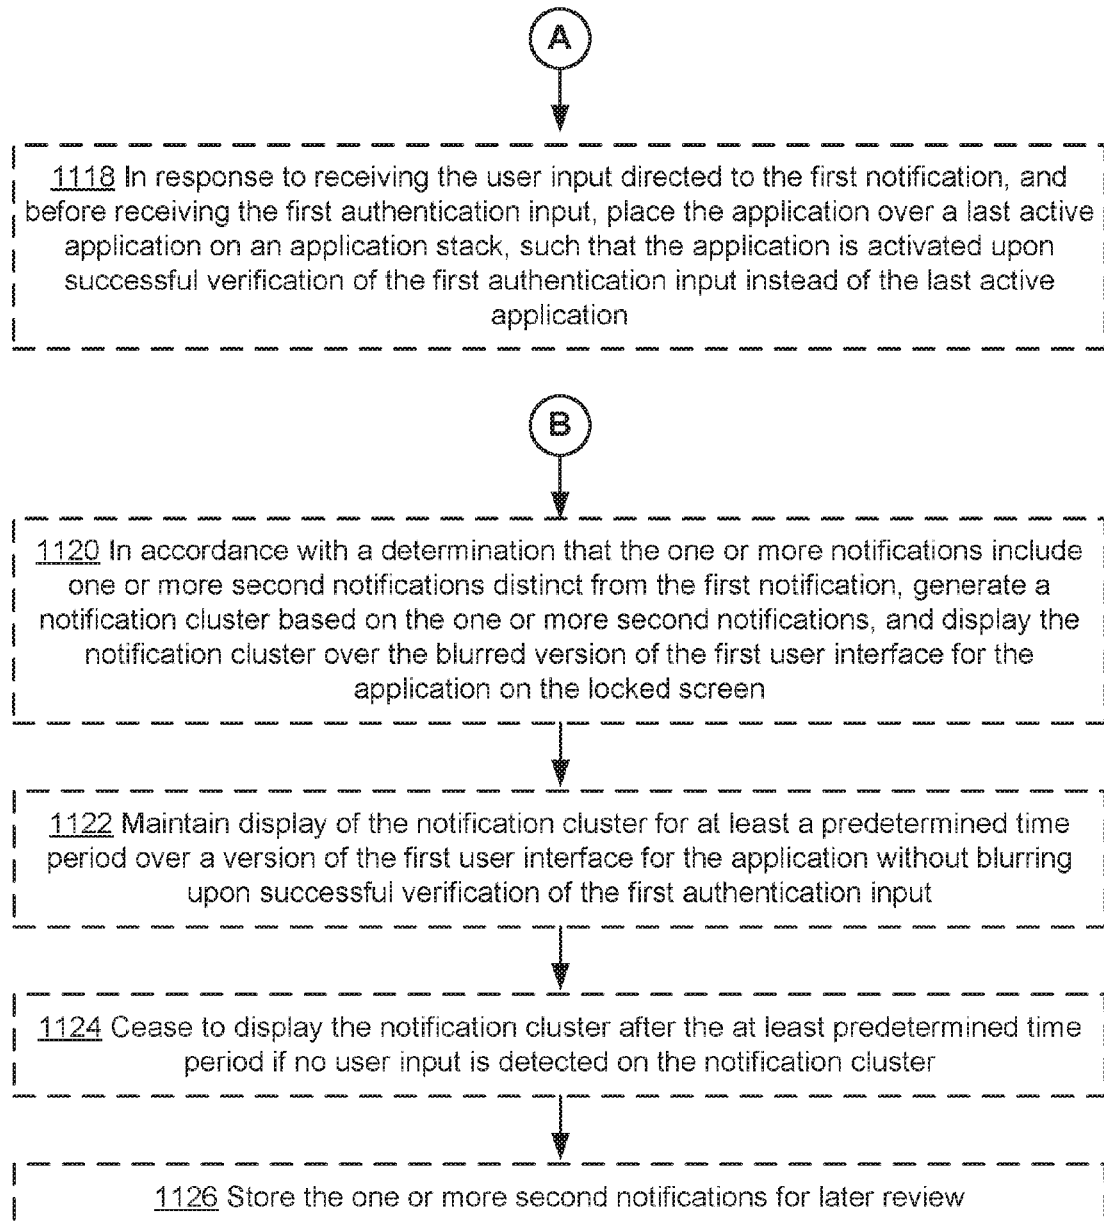 A
1118 In response to receiving the user input directed to the first notification, and
before receiving the first authentication input, place the application over a last active
application on an application stack, such that the application is activated upon
successful verification of the first authentication input instead of the last active
application
B
1120 In accordance with a determination that the one or more notifications include
one or more second notifications distinct from the first notification, generate a
notification cluster based on the one or more second notifications, and display the
notification cluster over the blurred version of the first user interface for the
application on the locked screen
1122 Maintain display of the notification cluster for at least a predetermined time
period over a version of the first user interface for the application without blurring
upon successful verification of the first authentication input
1124 Cease to display the notification cluster after the at least predetermined time
period if no user input is detected on the notification cluster
1126 Store the one or more second notifications for later review